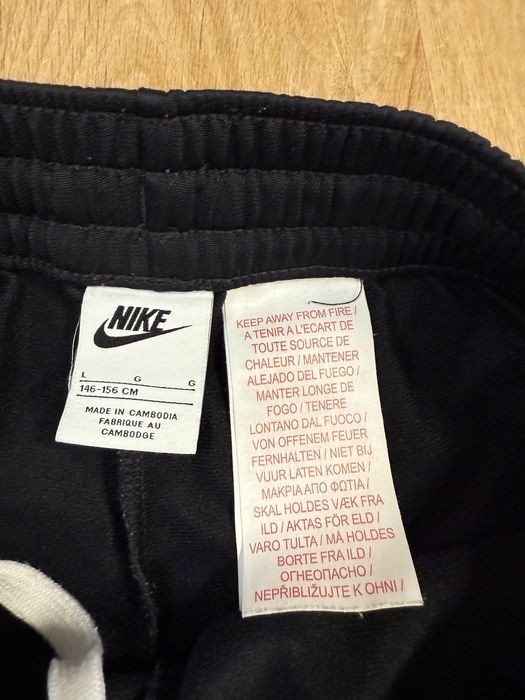 NIKE
L G G
146-156 CM
MADE IN CAMBODIA
FABRIQUE AU
CAMBODGE
KEEP AWAY FROM FIRE /
A TENIR A L'ECART DE
TOUTE SOURCE DE
CHALEUR / MANTENER
ALEJADO DEL FUEGO /
MANTER LONGE DE
FOGO / TENERE
LONTANO DAL FUOCO /
VON OFFENEM FEUER
FERNHALTEN / NIET BIJ
VUUR LATEN KOMEN /
ΜΑΚΡΙΑ ΑΠΟ ΦΩΤΙΑ /
SKAL HOLDES VÆK FRA
ILD / AKTAS FÖR ELD /
VARO TULTA / MÅ HOLDES
BORTE FRA ILD /
ОГНЕОПАСНО /
NEPŘIBLIŽUJTE K OHNI /